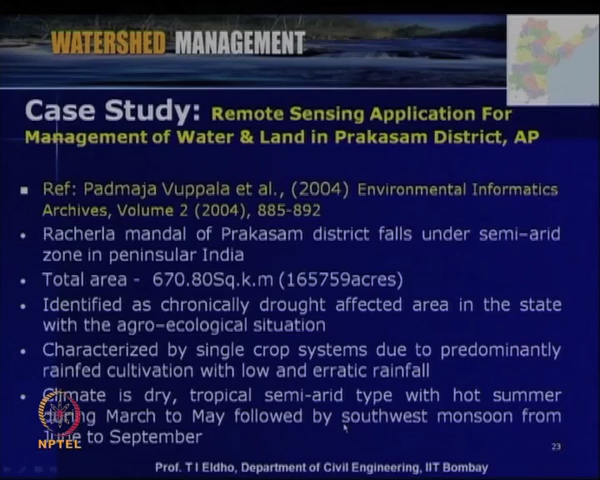 WATERSHED MANAGEMENT
Case Study: Remote Sensing Application For
Management of Water & Land in Prakasam District, AP
Ref: Padmaja Vuppala et al., (2004) Environmental Informatics
Archives, Volume 2 (2004), 885-892
Racherla mandal of Prakasam district falls under semi–arid
zone in peninsular India
Total area - 670.80Sq.k.m (165759acres)
Identified as chronically drought affected area in the state
with the agro–ecological situation
Characterized by single crop systems due to predominantly
rainfed cultivation with low and erratic rainfall
Climate is dry, tropical semi-arid type with hot summer
during March to May followed by southwest monsoon from
June to September
NPTEL
23
Prof. T I Eldho, Department of Civil Engineering, IIT Bombay